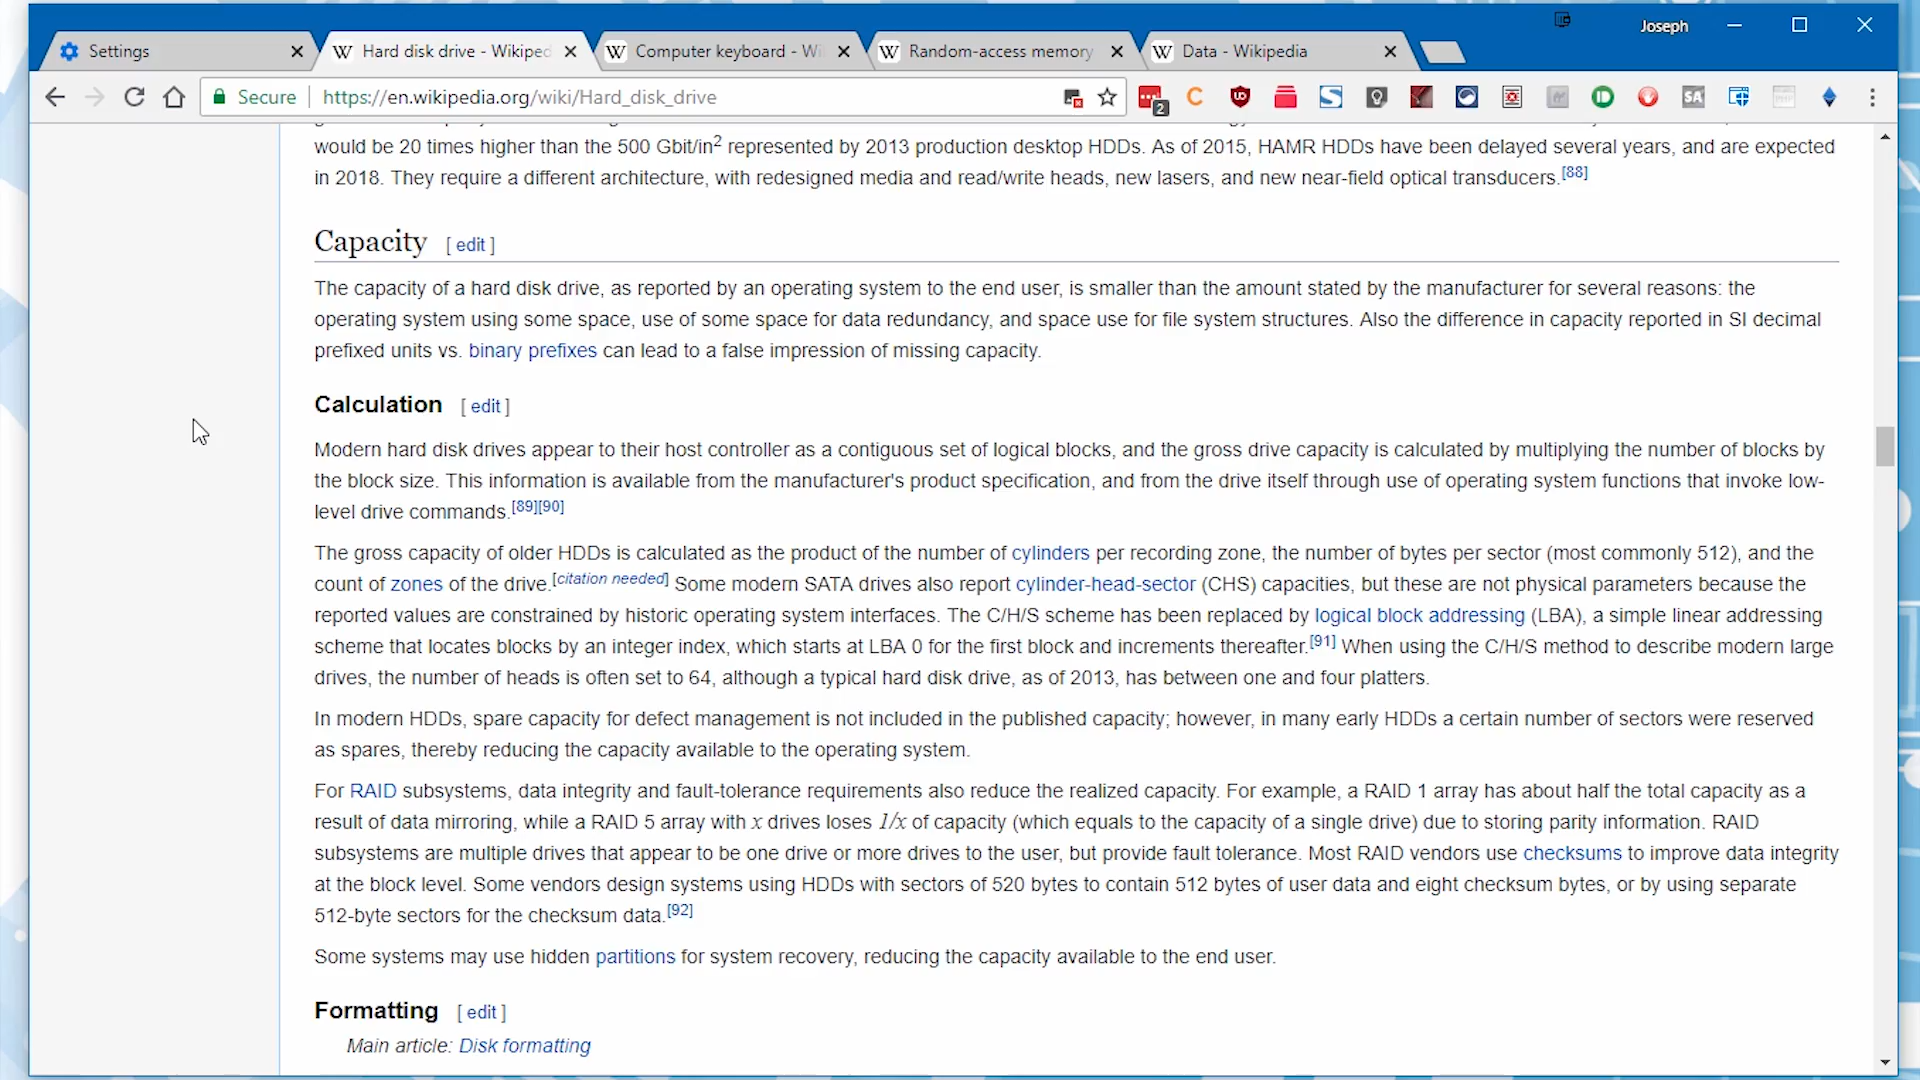 Joseph
Settings
Hard disk drive - Wikiped
Computer keyboard - Wi
Random-access memory
Data - Wikipedia
Secure
https://en.wikipedia.org/wiki/Hard_disk_drive
2
SA
would be 20 times higher than the 500 Gbit/in2 represented by 2013 production desktop HDDs. As of 2015, HAMR HDDs have been delayed several years, and are expected
in 2018. They require a different architecture, with redesigned media and read/write heads, new lasers, and new near-field optical transducers.[88]
Capacity [ edit ]
The capacity of a hard disk drive, as reported by an operating system to the end user, is smaller than the amount stated by the manufacturer for several reasons: the
operating system using some space, use of some space for data redundancy, and space use for file system structures. Also the difference in capacity reported in SI decimal
prefixed units vs. binary prefixes can lead to a false impression of missing capacity.
Calculation [ edit ]
Modern hard disk drives appear to their host controller as a contiguous set of logical blocks, and the gross drive capacity is calculated by multiplying the number of blocks by
the block size. This information is available from the manufacturer's product specification, and from the drive itself through use of operating system functions that invoke low-
level drive commands.[89][90]
The gross capacity of older HDDs is calculated as the product of the number of cylinders per recording zone, the number of bytes per sector (most commonly 512), and the
count of zones of the drive.[citation needed] Some modern SATA drives also report cylinder-head-sector (CHS) capacities, but these are not physical parameters because the
reported values are constrained by historic operating system interfaces. The C/H/S scheme has been replaced by logical block addressing (LBA), a simple linear addressing
scheme that locates blocks by an integer index, which starts at LBA 0 for the first block and increments thereafter.[91] When using the C/H/S method to describe modern large
drives, the number of heads is often set to 64, although a typical hard disk drive, as of 2013, has between one and four platters.
In modern HDDs, spare capacity for defect management is not included in the published capacity; however, in many early HDDs a certain number of sectors were reserved
as spares, thereby reducing the capacity available to the operating system.
For RAID subsystems, data integrity and fault-tolerance requirements also reduce the realized capacity. For example, a RAID 1 array has about half the total capacity as a
result of data mirroring, while a RAID 5 array with x drives loses 1/x of capacity (which equals to the capacity of a single drive) due to storing parity information. RAID
subsystems are multiple drives that appear to be one drive or more drives to the user, but provide fault tolerance. Most RAID vendors use checksums to improve data integrity
at the block level. Some vendors design systems using HDDs with sectors of 520 bytes to contain 512 bytes of user data and eight checksum bytes, or by using separate
512-byte sectors for the checksum data.[92]
Some systems may use hidden partitions for system recovery, reducing the capacity available to the end user.
Formatting [ edit ]
Main article: Disk formatting